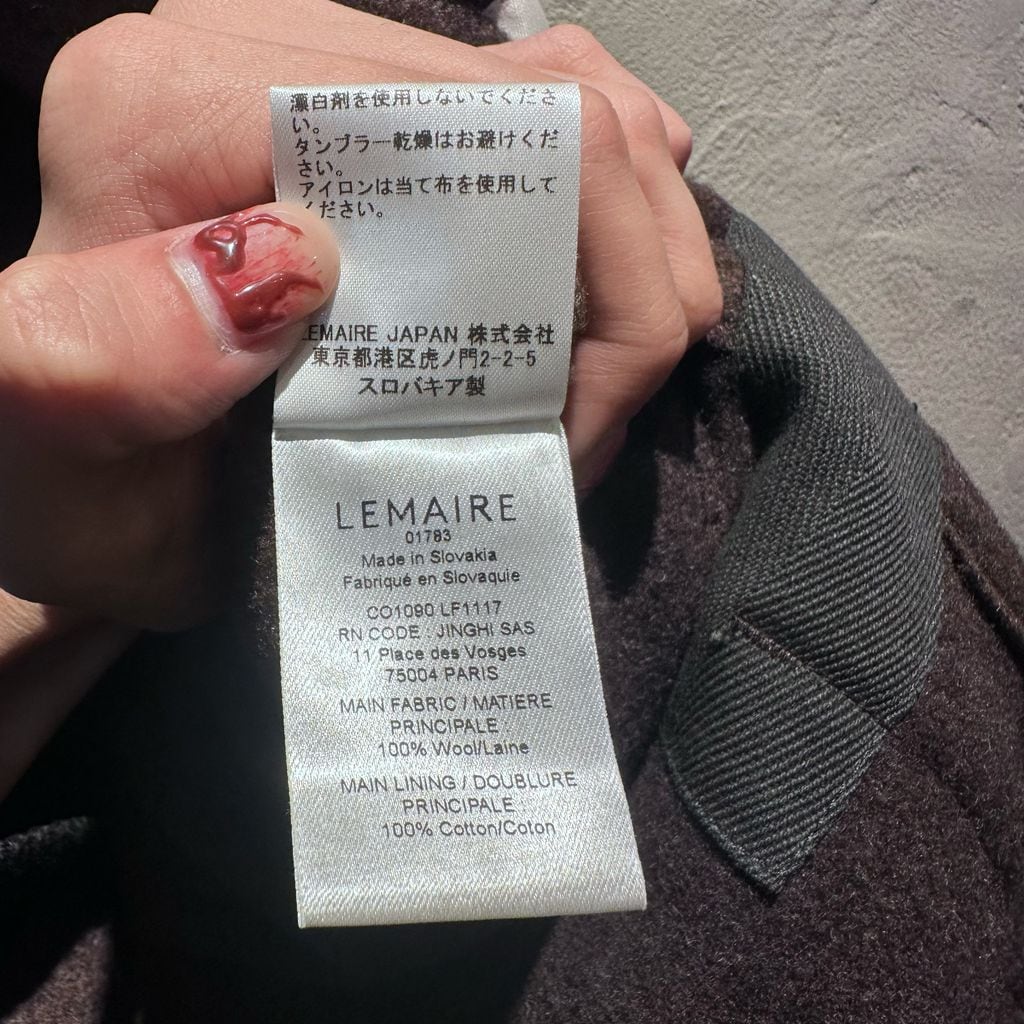 漂白剤を使用しないでくださ
い。
タンブラー乾燥はお避けくだ
さい。
アイロンは当て布を使用して
ください。
LEMAIRE JAPAN 株式会社
東京都港区虎ノ門2-2-5
スロバキア製
LEMAIRE
01783
Made in Slovakia
Fabriqué en Slovaquie
CO1090 LF1117
RN CODE : JINGHI SAS
11 Place des Vosges
75004 PARIS
MAIN FABRIC / MATIERE
PRINCIPALE :
100% Wool/Laine
MAIN LINING / DOUBLURE
PRINCIPALE :
100% Cotton/Coton